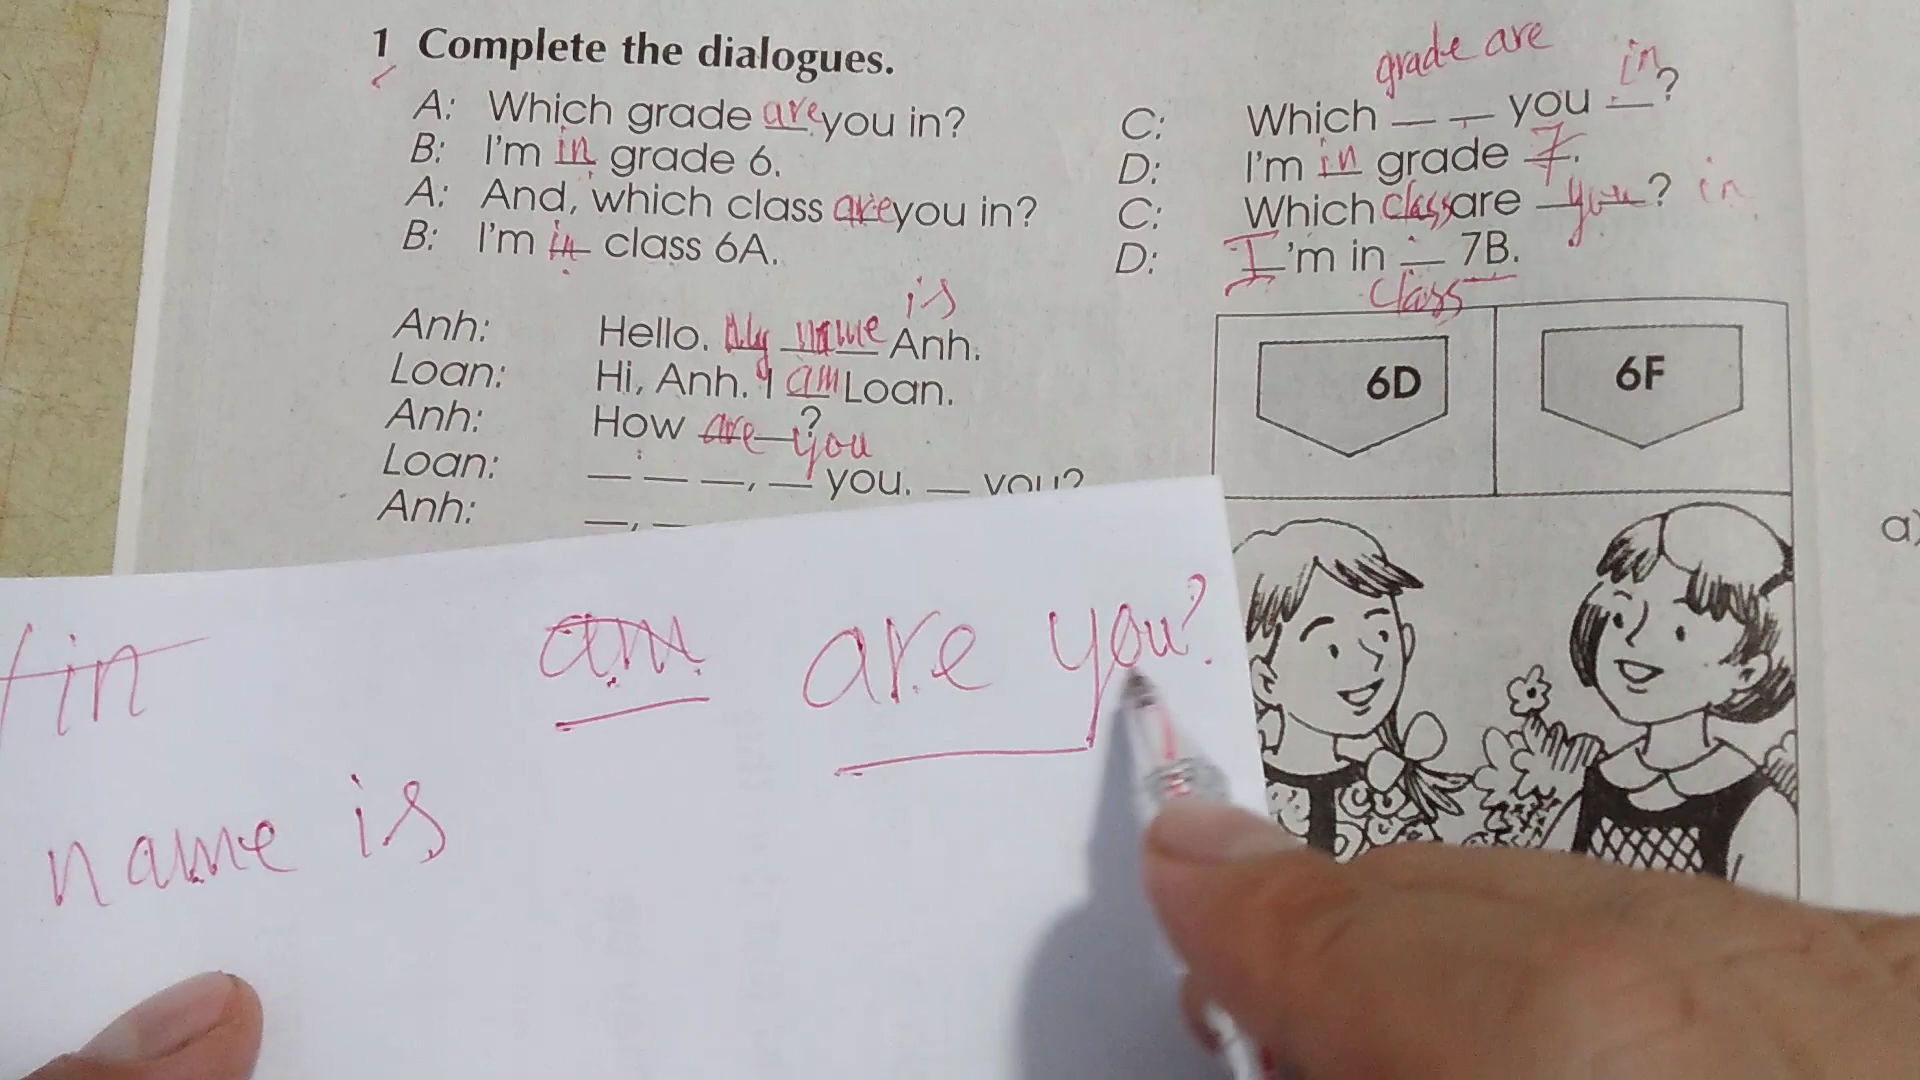 1 Complete the dialogues.
A: Which grade are you in?
B: I'm in grade 6.
A: And, which class are you in?
B: I'm in class 6A.
grade are in
C: Which _ _ you _?
D: I'm in grade 7.
C: Which class are you? in
D: I'm in _ 7B.
class
is
Anh: Hello. My name _ Anh.
Loan: Hi, Anh. I am Loan.
Anh: How are _?
you
Loan: _ _ _, _ you. _ you?
Anh: _, _
6D
6F
a)
in am are you?
name is